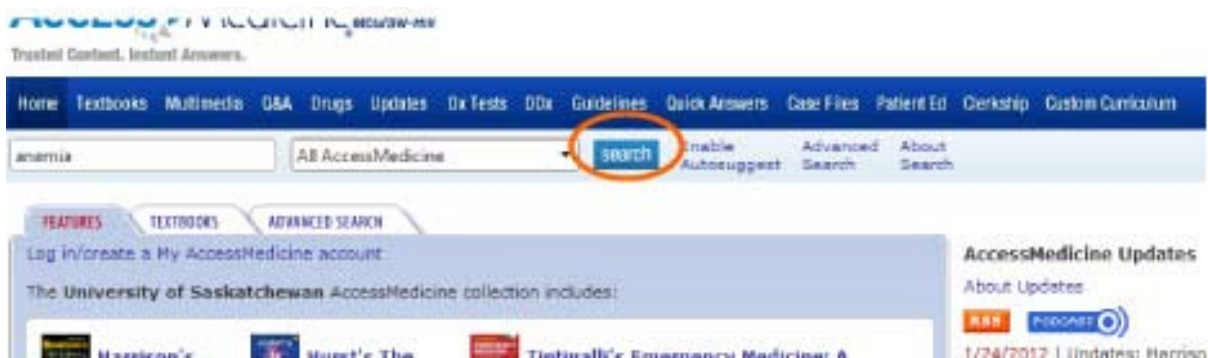 Trusted Content. Instant Answers.
Home Textbooks Multimedia Q&A Drugs Updates Dx Tests DDx Guidelines Quick Answers Case Files Patient Ed Clerkship Custom Curriculum
anemia All AccessMedicine search Enable Autosuggest Advanced Search About Search
FEATURES TEXTBOOKS ADVANCED SEARCH
Log in/create a My AccessMedicine account
AccessMedicine Updates
The University of Saskatchewan AccessMedicine collection includes:
About Updates
RSS PODCAST
Harrison's Hurst's The Tintinalli's Emergency Medicine: A
1/24/2012 | Updates: Harriso